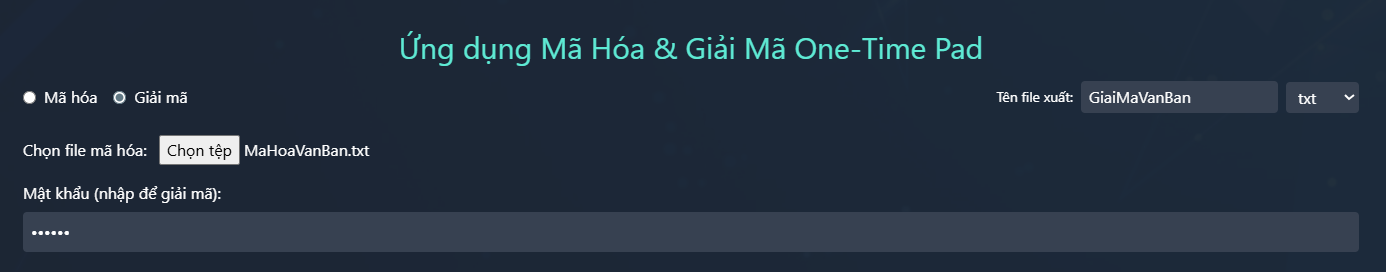 Ứng dụng Mã Hóa & Giải Mã One-Time Pad
Mã hóa Giải mã Tên file xuất: GiaiMaVanBan txt
Chọn file mã hóa: Chọn tệp MaHoaVanBan.txt
Mật khẩu (nhập để giải mã):
••••••